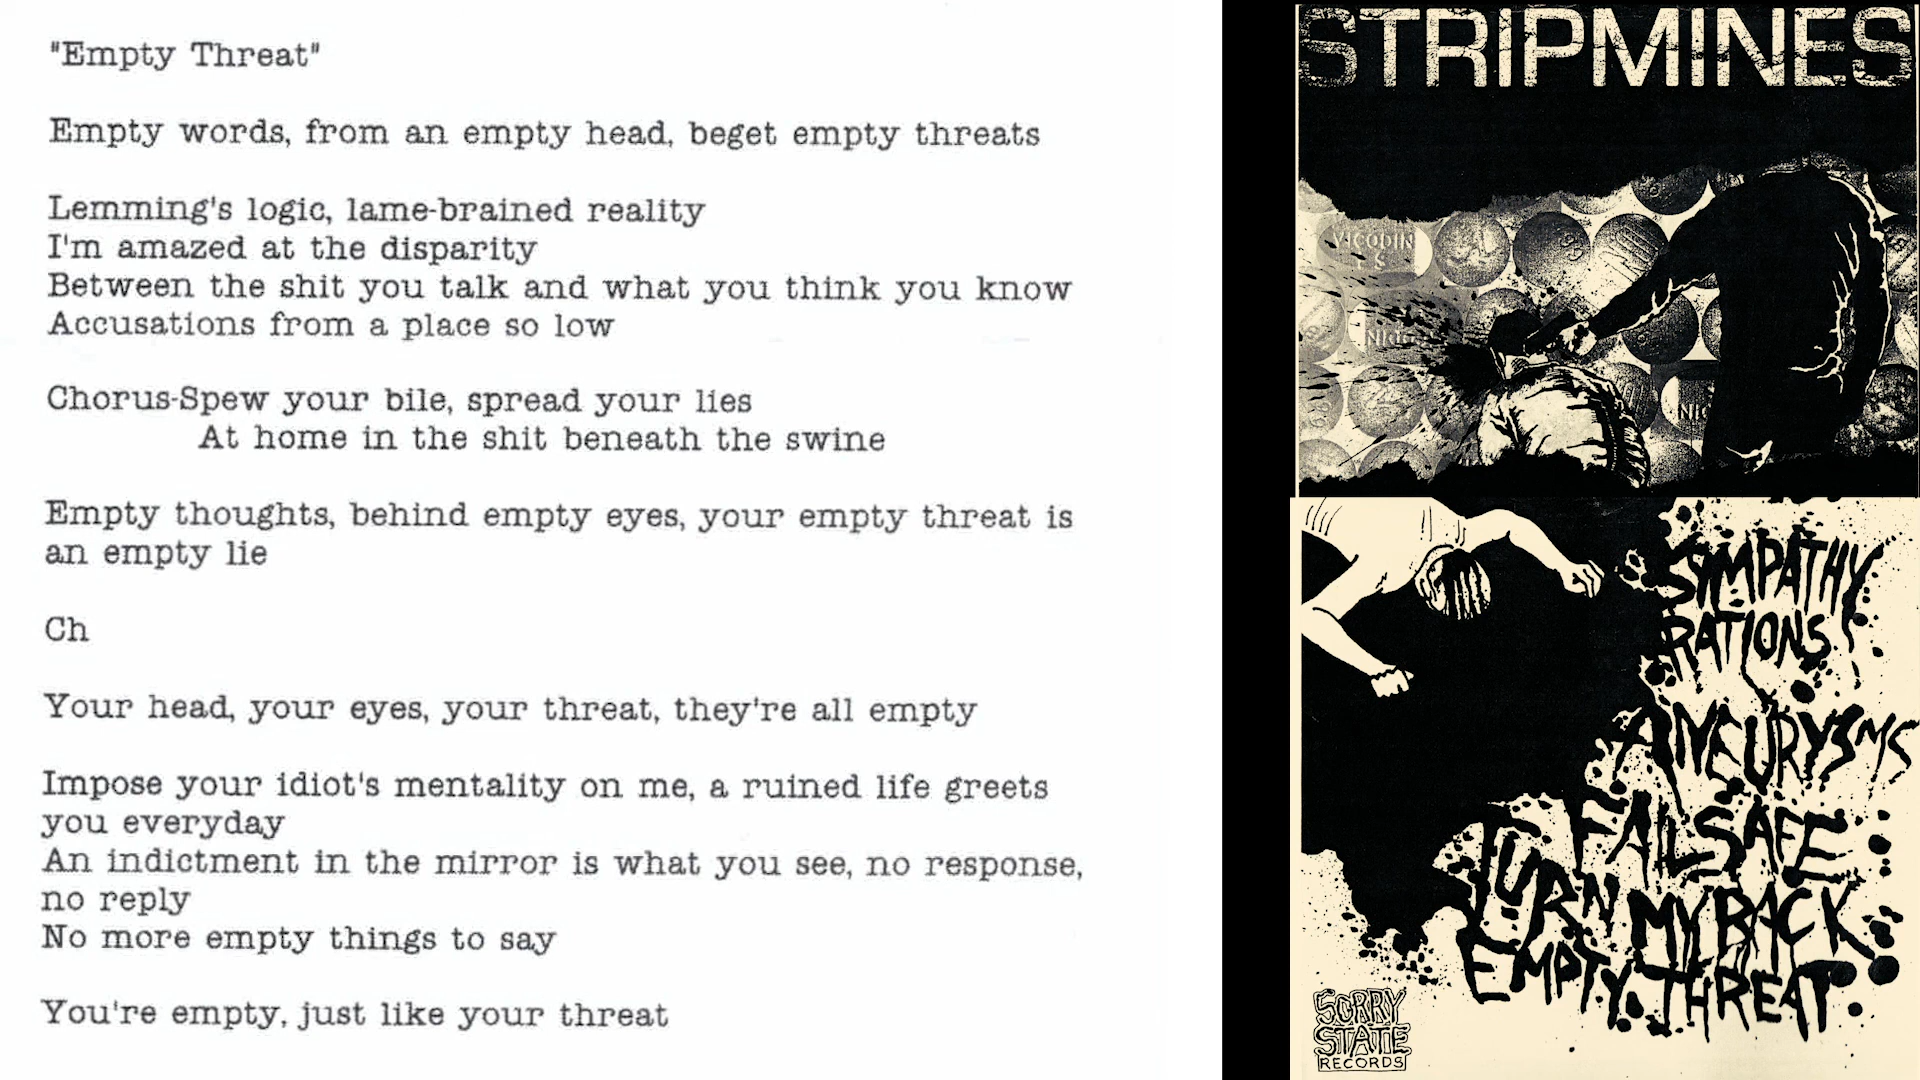 "Empty Threat"
Empty words, from an empty head, beget empty threats
Lemming's logic, lame-brained reality
I'm amazed at the disparity
Between the shit you talk and what you think you know
Accusations from a place so low
Chorus-Spew your bile, spread your lies
At home in the shit beneath the swine
Empty thoughts, behind empty eyes, your empty threat is
an empty lie
Ch
Your head, your eyes, your threat, they're all empty
Impose your idiot's mentality on me, a ruined life greets
you everyday
An indictment in the mirror is what you see, no response,
no reply
No more empty things to say
You're empty, just like your threat
STRIPMINES
VICODIN
SYMPATHY
RATIONS
ANEURYSMS
FAILSAFE
TURN MY BACK
EMPTY THREAT
SORRY
STATE
RECORDS